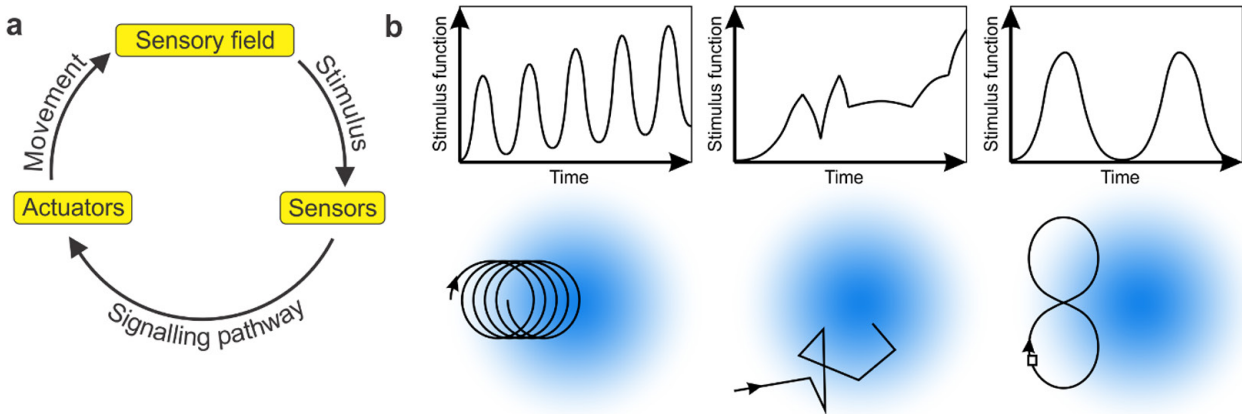 a
Sensory field
Stimulus
Sensors
Signalling pathway
Actuators
Movement
b
Stimulus function
Time
Stimulus function
Time
Stimulus function
Time